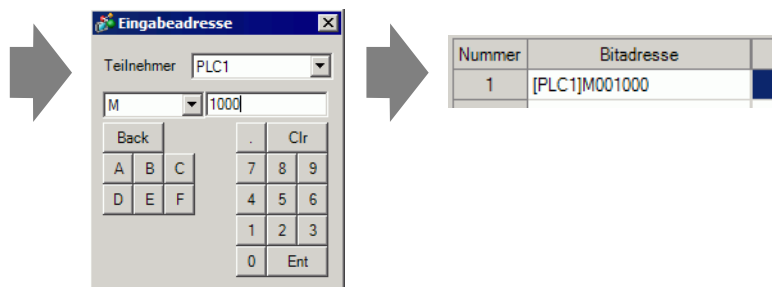 Eingabeadresse
Teilnehmer PLC1
M 1000
Back . Clr
A B C 7 8 9
D E F 4 5 6
1 2 3
0 Ent
Nummer Bitadresse
1 [PLC1]M001000